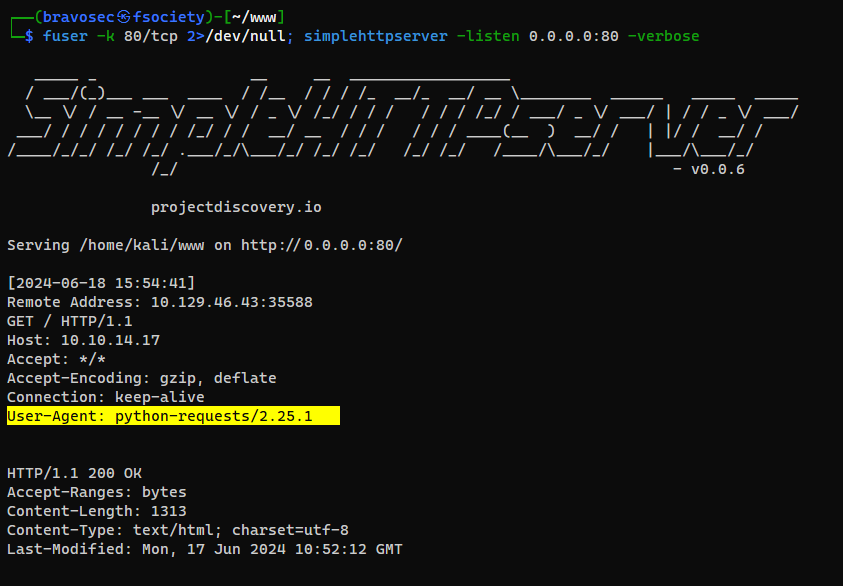 ┌──(bravosec㉿fsociety)-[~/www]
└─$ fuser -k 80/tcp 2>/dev/null; simplehttpserver -listen 0.0.0.0:80 -verbose
SimpleHTTPserver
- v0.0.6
projectdiscovery.io
Serving /home/kali/www on http://0.0.0.0:80/
[2024-06-18 15:54:41]
Remote Address: 10.129.46.43:35588
GET / HTTP/1.1
Host: 10.10.14.17
Accept: */*
Accept-Encoding: gzip, deflate
Connection: keep-alive
User-Agent: python-requests/2.25.1
HTTP/1.1 200 OK
Accept-Ranges: bytes
Content-Length: 1313
Content-Type: text/html; charset=utf-8
Last-Modified: Mon, 17 Jun 2024 10:52:12 GMT